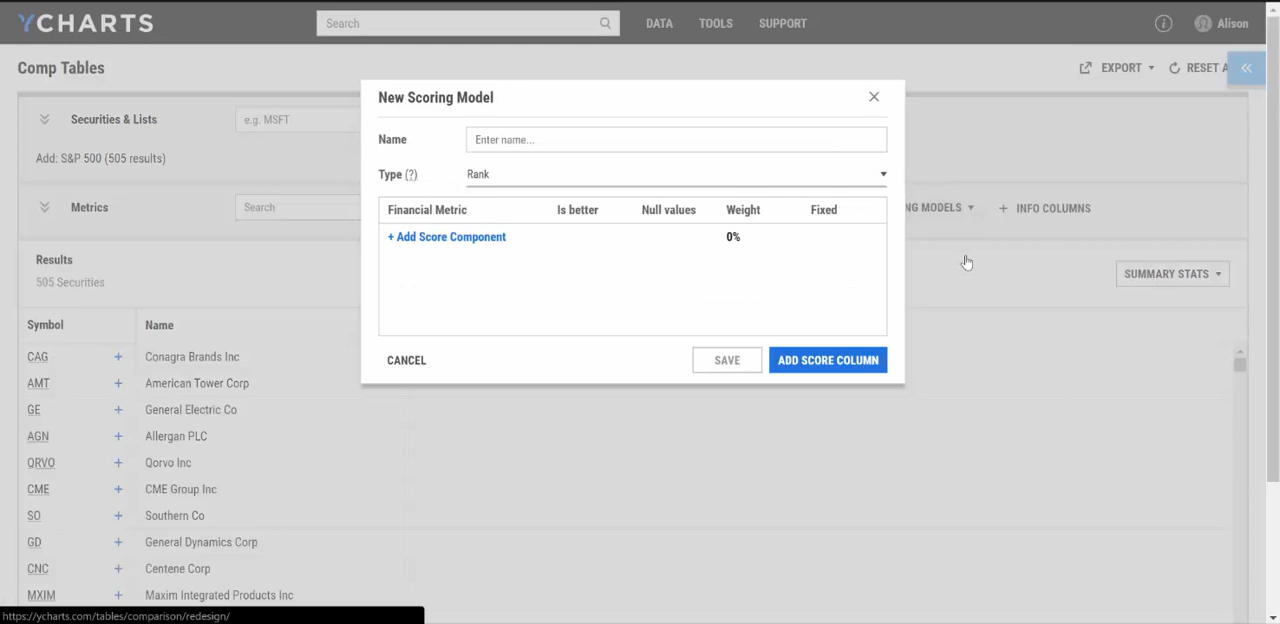 YCHARTS
Search
DATA
TOOLS
SUPPORT
Alison
Comp Tables
EXPORT
RESET A
New Scoring Model
Securities & Lists
e.g. MSFT
Name
Enter name...
Add: S&P 500 (505 results)
Type (?)
Rank
Metrics
Search
NG MODELS
+ INFO COLUMNS
Financial Metric
Is better
Null values
Weight
Fixed
+ Add Score Component
0%
Results
505 Securities
SUMMARY STATS
Symbol
Name
CANCEL
SAVE
ADD SCORE COLUMN
CAG + Conagra Brands Inc
AMT + American Tower Corp
GE + General Electric Co
AGN + Allergan PLC
QRVO + Qorvo Inc
CME + CME Group Inc
SO + Southern Co
GD + General Dynamics Corp
CNC + Centene Corp
MXIM + Maxim Integrated Products Inc
https://ycharts.com/tables/comparison/redesign/